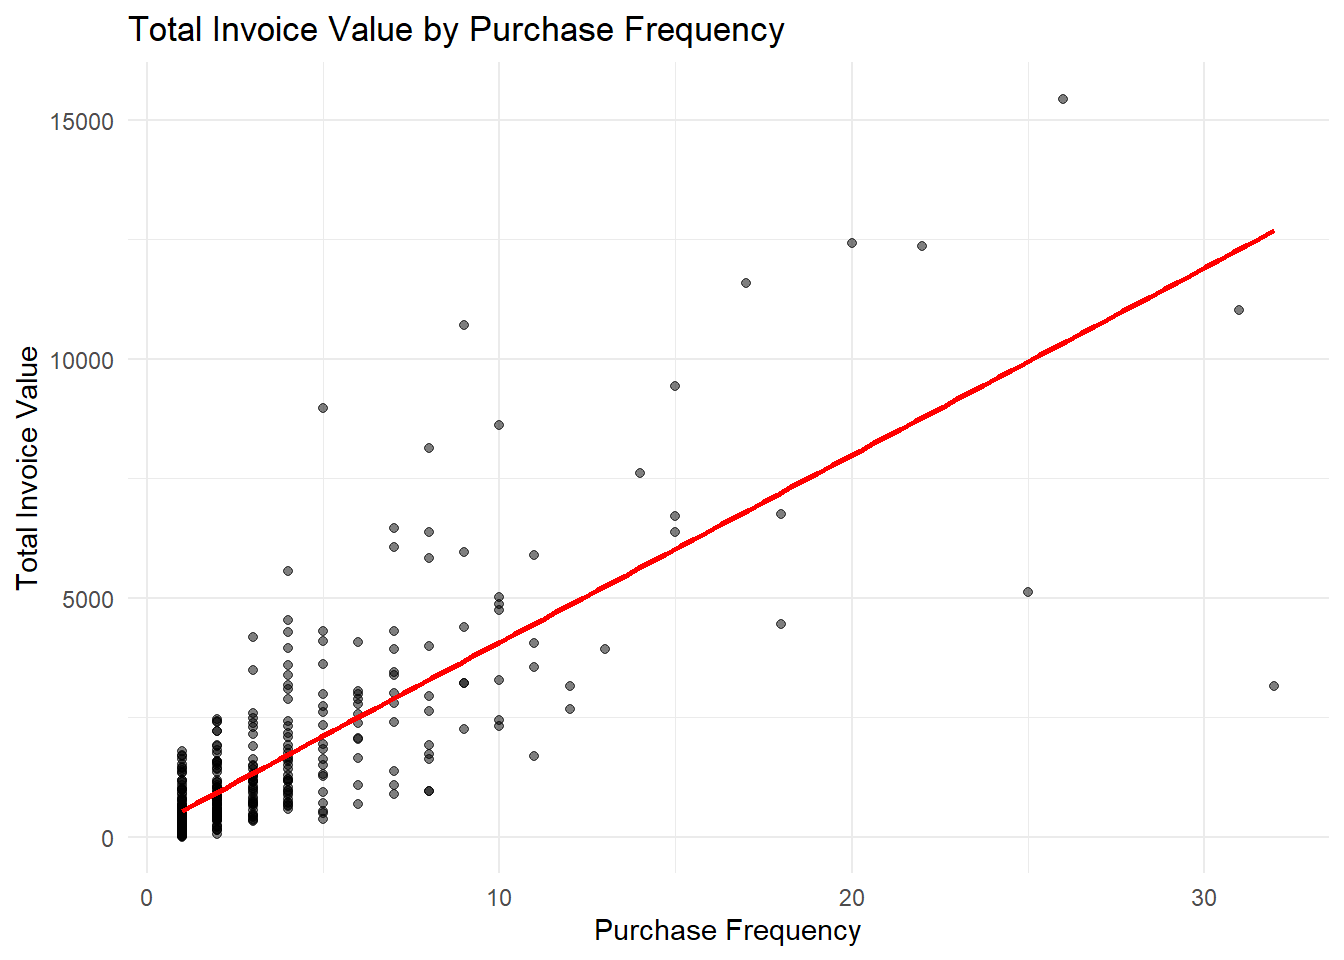 Total Invoice Value by Purchase Frequency
Total Invoice Value
15000
10000
5000
0
0 10 20 30
Purchase Frequency